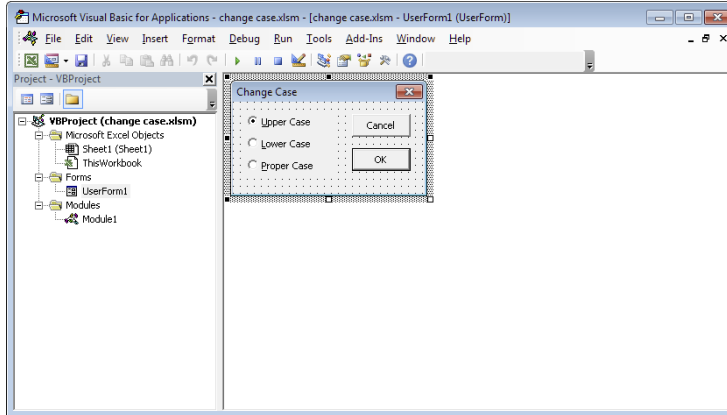 Microsoft Visual Basic for Applications - change case.xlsm - [change case.xlsm - UserForm1 (UserForm)]
File Edit View Insert Format Debug Run Tools Add-Ins Window Help
Project - VBProject
VBProject (change case.xlsm)
Microsoft Excel Objects
Sheet1 (Sheet1)
ThisWorkbook
Forms
UserForm1
Modules
Module1
Change Case
Upper Case
Cancel
Lower Case
OK
Proper Case